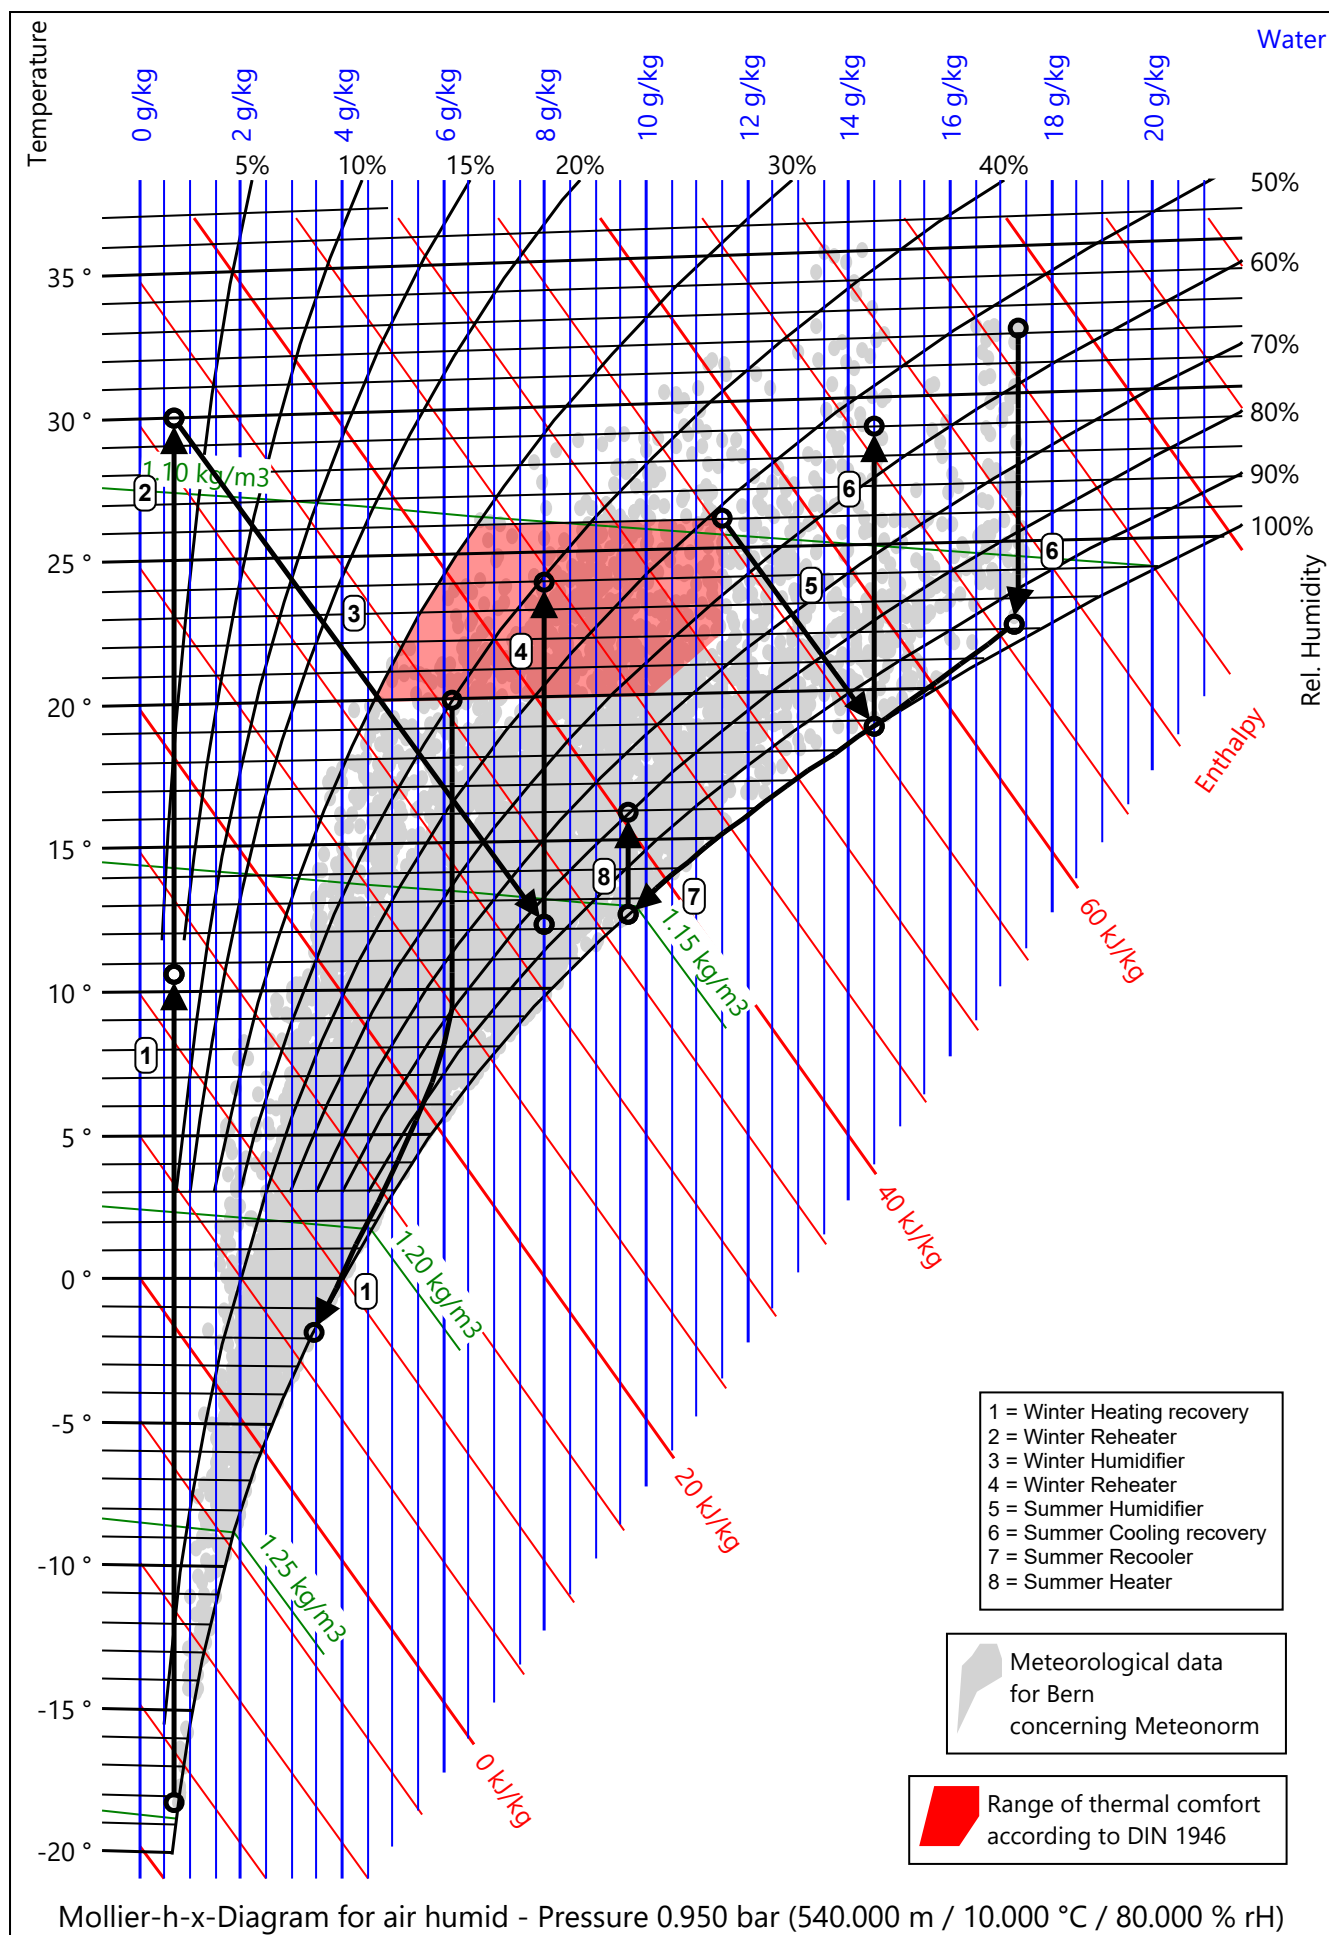 Temperature
Water
0 g/kg
2 g/kg
4 g/kg
6 g/kg
8 g/kg
10 g/kg
12 g/kg
14 g/kg
16 g/kg
18 g/kg
20 g/kg
5%
10%
15%
20%
30%
40%
50%
60%
70%
80%
90%
100%
Rel. Humidity
35 °
30 °
25 °
20 °
15 °
10 °
5 °
0 °
-5 °
-10 °
-15 °
-20 °
1.10 kg/m3
2
3
4
5
6
6
7
8
1
1
1.15 kg/m3
1.20 kg/m3
1.25 kg/m3
Enthalpy
60 kJ/kg
40 kJ/kg
20 kJ/kg
0 kJ/kg
1 = Winter Heating recovery
2 = Winter Reheater
3 = Winter Humidifier
4 = Winter Reheater
5 = Summer Humidifier
6 = Summer Cooling recovery
7 = Summer Recooler
8 = Summer Heater
Meteorological data
for Bern
concerning Meteonorm
Range of thermal comfort
according to DIN 1946
Mollier-h-x-Diagram for air humid - Pressure 0.950 bar (540.000 m / 10.000 °C / 80.000 % rH)